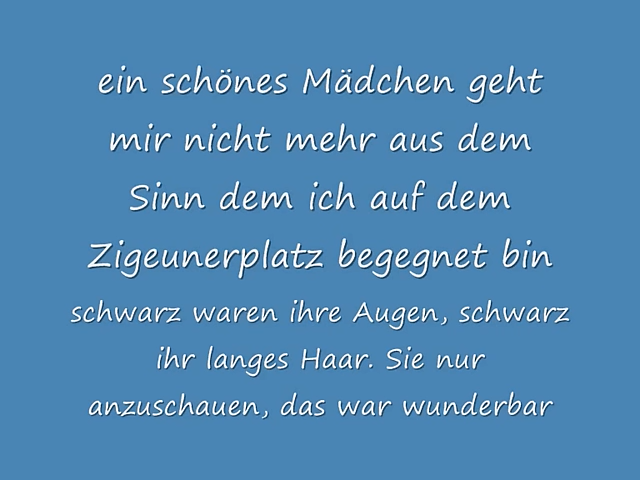 ein schönes Mädchen geht
mir nicht mehr aus dem
Sinn dem ich auf dem
Zigeunerplatz begegnet bin
schwarz waren ihre Augen, schwarz
ihr langes Haar. Sie nur
anzuschauen, das war wunderbar